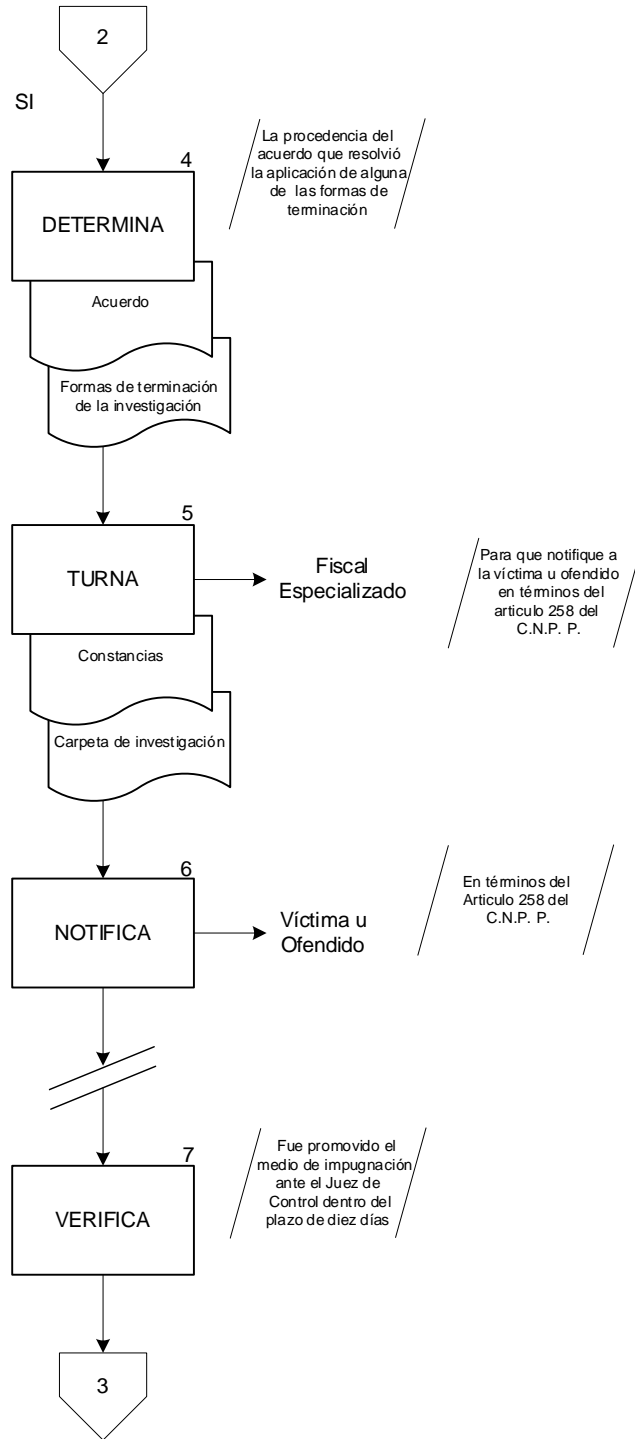 2
SI
4
La procedencia del
acuerdo que resolvió
la aplicación de alguna
de las formas de
terminación
DETERMINA
Acuerdo
Formas de terminación
de la investigación
5
TURNA
Fiscal
Especializado
Para que notifique a
la víctima u ofendido
en términos del
articulo 258 del
C.N.P. P.
Constancias
Carpeta de investigación
6
NOTIFICA
Víctima u
Ofendido
En términos del
Articulo 258 del
C.N.P. P.
7
VERIFICA
Fue promovido el
medio de impugnación
ante el Juez de
Control dentro del
plazo de diez días
3